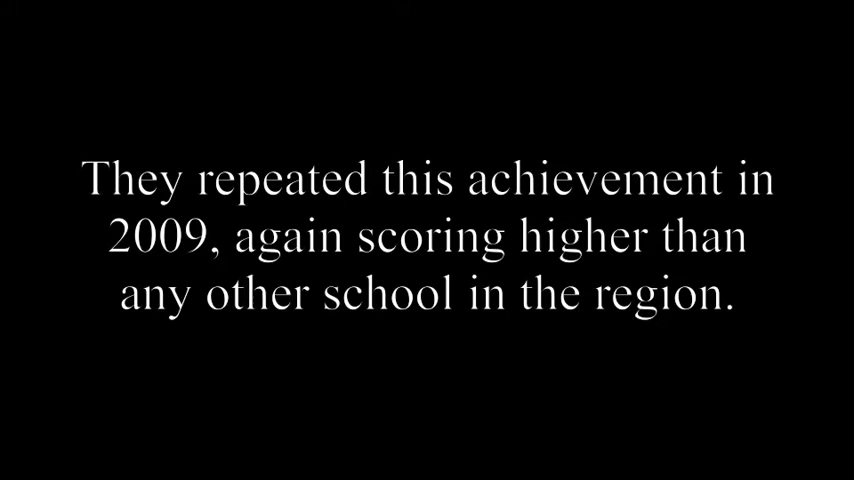 They repeated this achievement in
2009, again scoring higher than
any other school in the region.